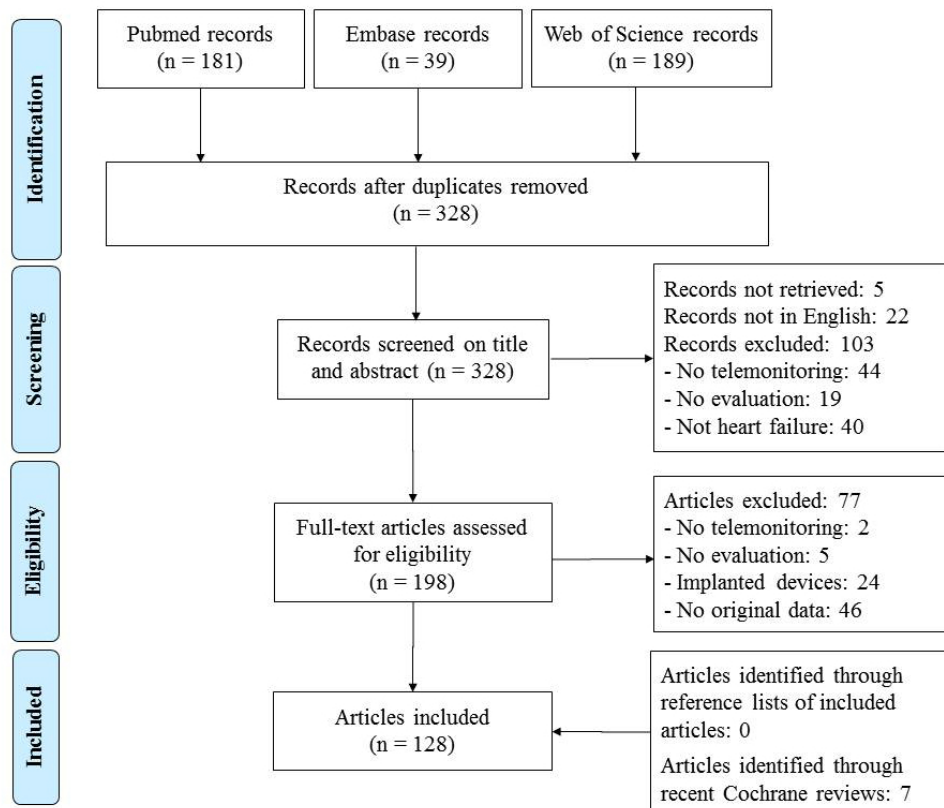 Identification
Pubmed records
(n = 181)
Embase records
(n = 39)
Web of Science records
(n = 189)
Records after duplicates removed
(n = 328)
Screening
Records screened on title
and abstract (n = 328)
Records not retrieved: 5
Records not in English: 22
Records excluded: 103
- No telemonitoring: 44
- No evaluation: 19
- Not heart failure: 40
Eligibility
Full-text articles assessed
for eligibility
(n = 198)
Articles excluded: 77
- No telemonitoring: 2
- No evaluation: 5
- Implanted devices: 24
- No original data: 46
Included
Articles included
(n = 128)
Articles identified through
reference lists of included
articles: 0
Articles identified through
recent Cochrane reviews: 7